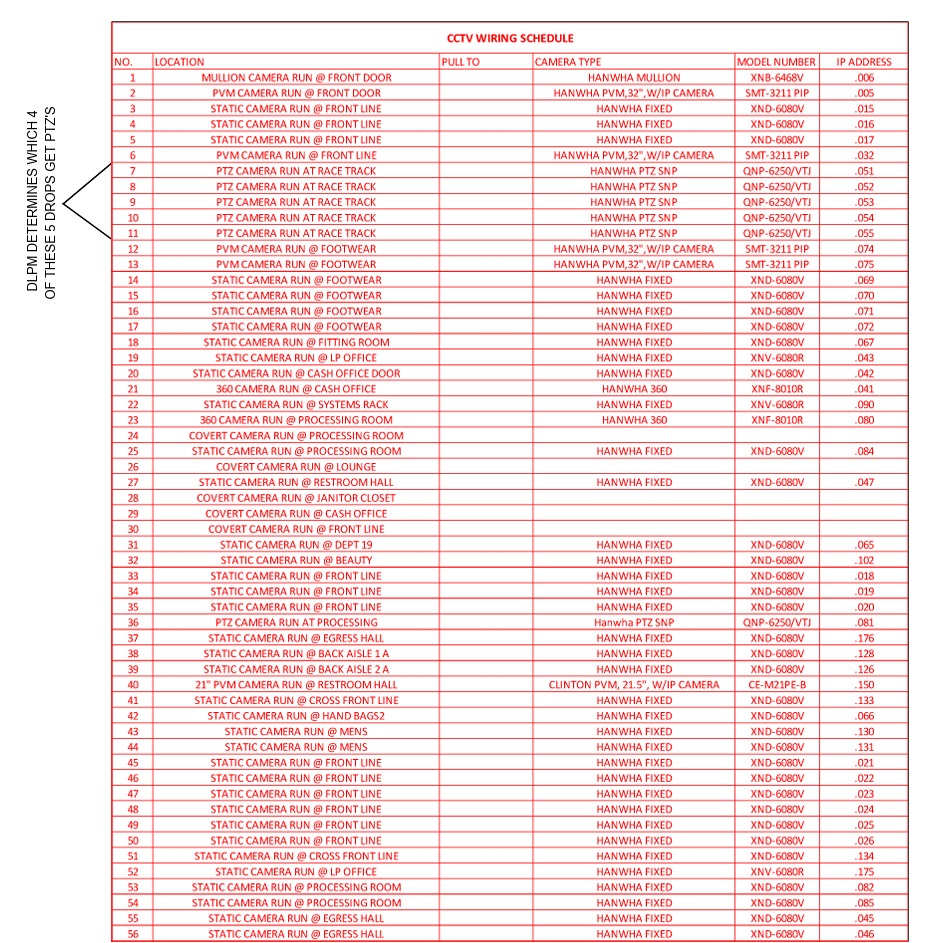 DLPM DETERMINES WHICH 4
OF THESE 5 DROPS GET PTZ'S
CCTV WIRING SCHEDULE
NO. LOCATION PULL TO CAMERA TYPE MODEL NUMBER IP ADDRESS
1 MULLION CAMERA RUN @ FRONT DOOR HANWHA MULLION XNB-6468V .006
2 PVM CAMERA RUN @ FRONT DOOR HANWHA PVM,32",W/IP CAMERA SMT-3211 PIP .005
3 STATIC CAMERA RUN @ FRONT LINE HANWHA FIXED XND-6080V .015
4 STATIC CAMERA RUN @ FRONT LINE HANWHA FIXED XND-6080V .016
5 STATIC CAMERA RUN @ FRONT LINE HANWHA FIXED XND-6080V .017
6 PVM CAMERA RUN @ FRONT LINE HANWHA PVM,32",W/IP CAMERA SMT-3211 PIP .032
7 PTZ CAMERA RUN AT RACE TRACK HANWHA PTZ SNP QNP-6250/VTJ .051
8 PTZ CAMERA RUN AT RACE TRACK HANWHA PTZ SNP QNP-6250/VTJ .052
9 PTZ CAMERA RUN AT RACE TRACK HANWHA PTZ SNP QNP-6250/VTJ .053
10 PTZ CAMERA RUN AT RACE TRACK HANWHA PTZ SNP QNP-6250/VTJ .054
11 PTZ CAMERA RUN AT RACE TRACK HANWHA PTZ SNP QNP-6250/VTJ .055
12 PVM CAMERA RUN @ FOOTWEAR HANWHA PVM,32",W/IP CAMERA SMT-3211 PIP .074
13 PVM CAMERA RUN @ FOOTWEAR HANWHA PVM,32",W/IP CAMERA SMT-3211 PIP .075
14 STATIC CAMERA RUN @ FOOTWEAR HANWHA FIXED XND-6080V .069
15 STATIC CAMERA RUN @ FOOTWEAR HANWHA FIXED XND-6080V .070
16 STATIC CAMERA RUN @ FOOTWEAR HANWHA FIXED XND-6080V .071
17 STATIC CAMERA RUN @ FOOTWEAR HANWHA FIXED XND-6080V .072
18 STATIC CAMERA RUN @ FITTING ROOM HANWHA FIXED XND-6080V .067
19 STATIC CAMERA RUN @ LP OFFICE HANWHA FIXED XNV-6080R .043
20 STATIC CAMERA RUN @ CASH OFFICE DOOR HANWHA FIXED XND-6080V .042
21 360 CAMERA RUN @ CASH OFFICE HANWHA 360 XNF-8010R .041
22 STATIC CAMERA RUN @ SYSTEMS RACK HANWHA FIXED XNV-6080R .090
23 360 CAMERA RUN @ PROCESSING ROOM HANWHA 360 XNF-8010R .080
24 COVERT CAMERA RUN @ PROCESSING ROOM
25 STATIC CAMERA RUN @ PROCESSING ROOM HANWHA FIXED XND-6080V .084
26 COVERT CAMERA RUN @ LOUNGE
27 STATIC CAMERA RUN @ RESTROOM HALL HANWHA FIXED XND-6080V .047
28 COVERT CAMERA RUN @ JANITOR CLOSET
29 COVERT CAMERA RUN @ CASH OFFICE
30 COVERT CAMERA RUN @ FRONT LINE
31 STATIC CAMERA RUN @ DEPT 19 HANWHA FIXED XND-6080V .065
32 STATIC CAMERA RUN @ BEAUTY HANWHA FIXED XND-6080V .102
33 STATIC CAMERA RUN @ FRONT LINE HANWHA FIXED XND-6080V .018
34 STATIC CAMERA RUN @ FRONT LINE HANWHA FIXED XND-6080V .019
35 STATIC CAMERA RUN @ FRONT LINE HANWHA FIXED XND-6080V .020
36 PTZ CAMERA RUN AT PROCESSING Hanwha PTZ SNP QNP-6250/VTJ .081
37 STATIC CAMERA RUN @ EGRESS HALL HANWHA FIXED XND-6080V .176
38 STATIC CAMERA RUN @ BACK AISLE 1 A HANWHA FIXED XND-6080V .128
39 STATIC CAMERA RUN @ BACK AISLE 2 A HANWHA FIXED XND-6080V .126
40 21" PVM CAMERA RUN @ RESTROOM HALL CLINTON PVM, 21.5", W/IP CAMERA CE-M21PE-B .150
41 STATIC CAMERA RUN @ CROSS FRONT LINE HANWHA FIXED XND-6080V .133
42 STATIC CAMERA RUN @ HAND BAGS2 HANWHA FIXED XND-6080V .066
43 STATIC CAMERA RUN @ MENS HANWHA FIXED XND-6080V .130
44 STATIC CAMERA RUN @ MENS HANWHA FIXED XND-6080V .131
45 STATIC CAMERA RUN @ FRONT LINE HANWHA FIXED XND-6080V .021
46 STATIC CAMERA RUN @ FRONT LINE HANWHA FIXED XND-6080V .022
47 STATIC CAMERA RUN @ FRONT LINE HANWHA FIXED XND-6080V .023
48 STATIC CAMERA RUN @ FRONT LINE HANWHA FIXED XND-6080V .024
49 STATIC CAMERA RUN @ FRONT LINE HANWHA FIXED XND-6080V .025
50 STATIC CAMERA RUN @ FRONT LINE HANWHA FIXED XND-6080V .026
51 STATIC CAMERA RUN @ CROSS FRONT LINE HANWHA FIXED XND-6080V .134
52 STATIC CAMERA RUN @ LP OFFICE HANWHA FIXED XNV-6080R .175
53 STATIC CAMERA RUN @ PROCESSING ROOM HANWHA FIXED XND-6080V .082
54 STATIC CAMERA RUN @ PROCESSING ROOM HANWHA FIXED XND-6080V .085
55 STATIC CAMERA RUN @ EGRESS HALL HANWHA FIXED XND-6080V .045
56 STATIC CAMERA RUN @ EGRESS HALL HANWHA FIXED XND-6080V .046